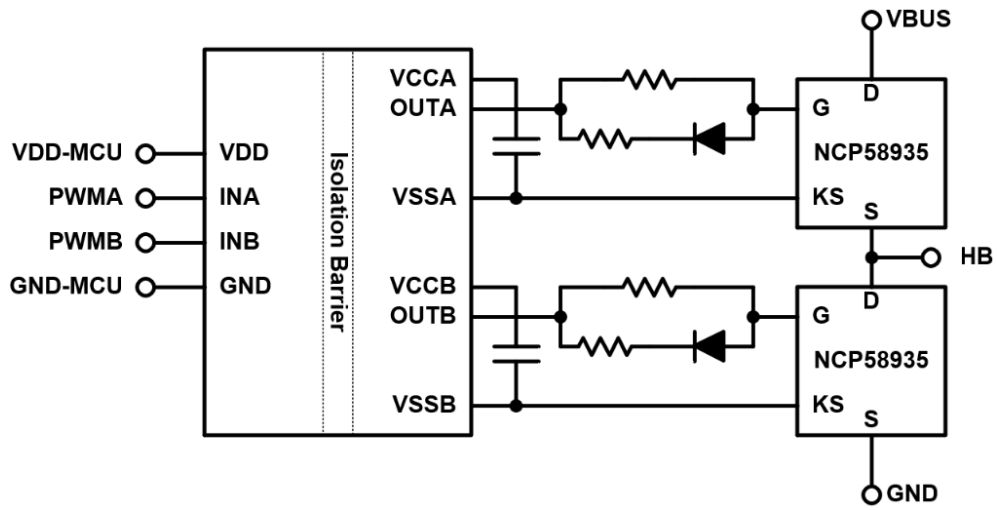 VBUS
VCCA
OUTA
G
D
VDD-MCU
VDD
NCP58935
PWMA
INA
VSSA
KS
S
PWMB
INB
Isolation Barrier
HB
GND-MCU
GND
VCCB
OUTB
G
D
NCP58935
VSSB
KS
S
GND